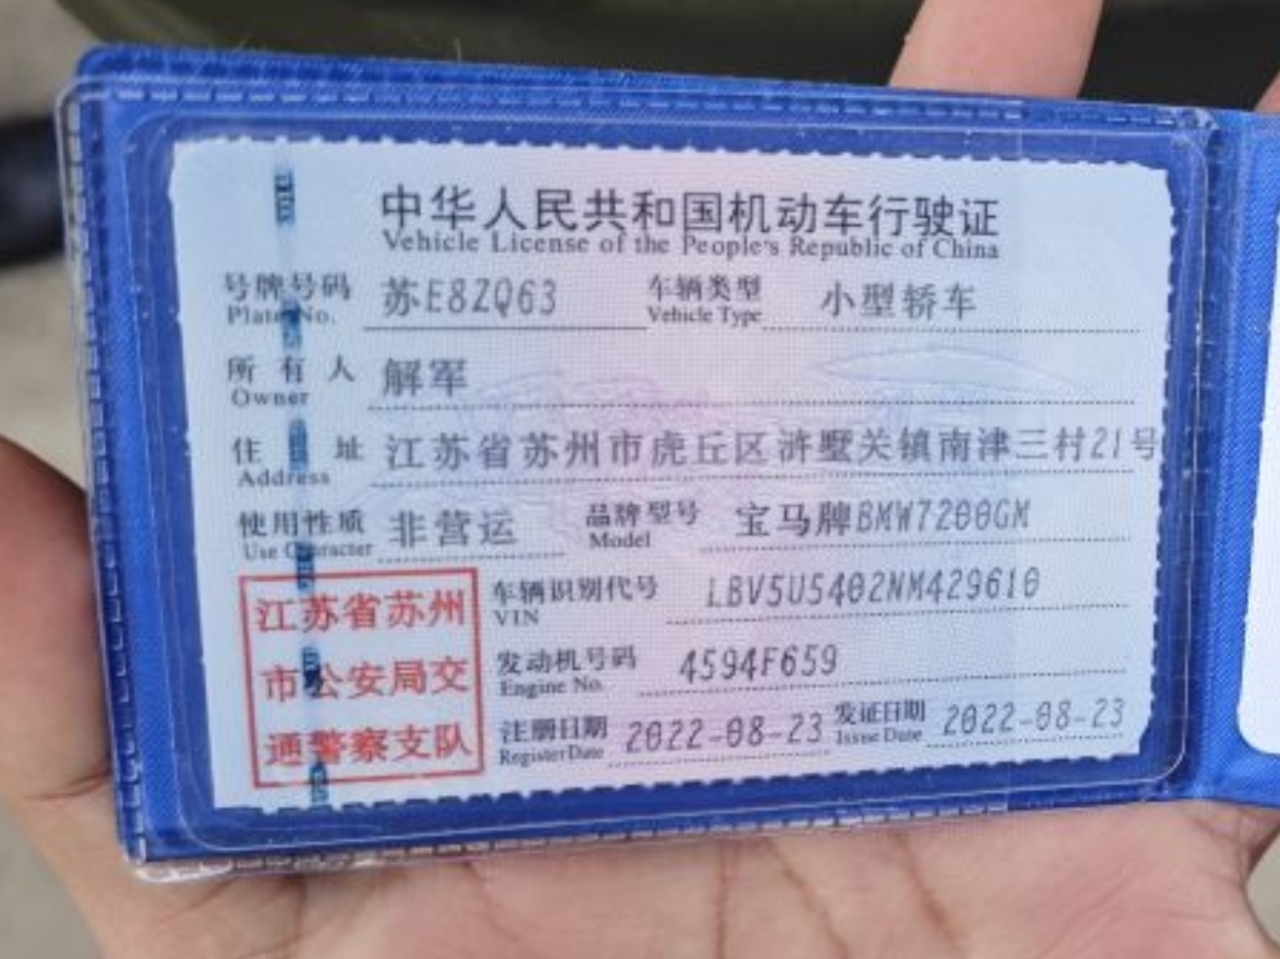 中华人民共和国机动车行驶证
Vehicle License of the People's Republic of China
号牌号码 苏E8ZQ63 车辆类型 小型轿车
Plate No. Vehicle Type
所有人 解军
Owner
住址 江苏省苏州市虎丘区浒墅关镇南津三村21号
Address
使用性质 非营运 品牌型号 宝马牌BMW7200GM
Use Character Model
车辆识别代号 LBV5U5402NM429610
VIN
发动机号码 4594F659
Engine No.
注册日期 2022-08-23 发证日期 2022-08-23
Register Date Issue Date
江苏省苏州
市公安局交
通警察支队